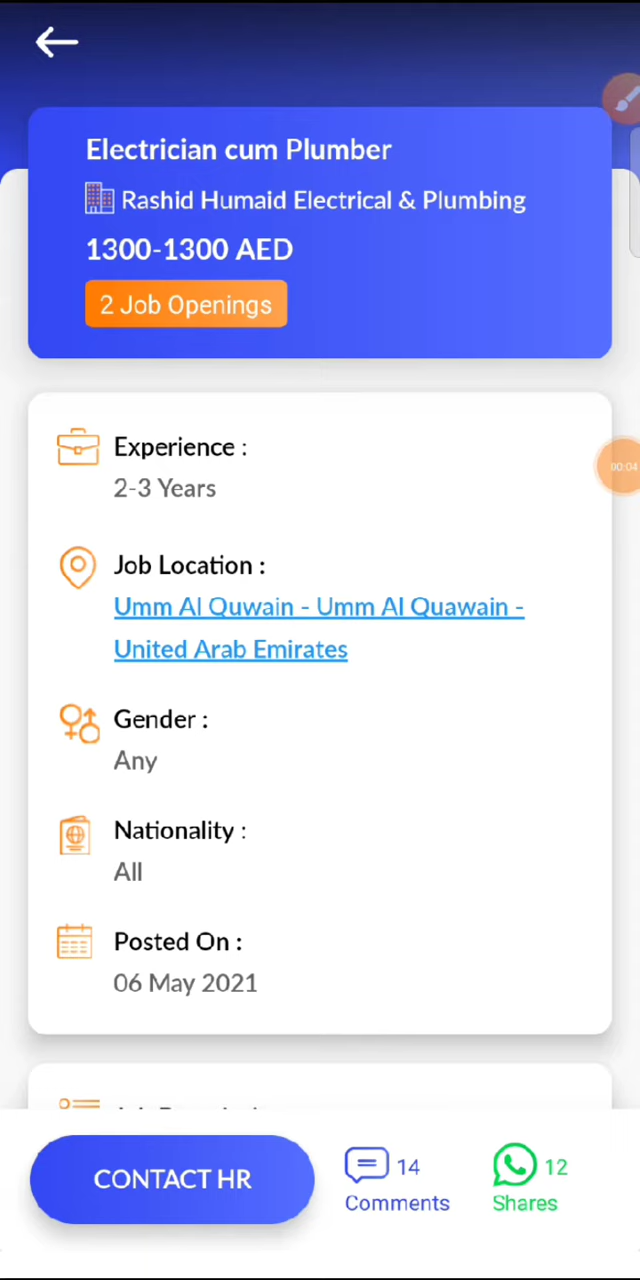 Electrician cum Plumber
Rashid Humaid Electrical & Plumbing
1300-1300 AED
2 Job Openings
Experience :
2-3 Years
00:04
Job Location :
Umm Al Quwain - Umm Al Quawain -
United Arab Emirates
Gender :
Any
Nationality :
All
Posted On :
06 May 2021
CONTACT HR
14
Comments
12
Shares